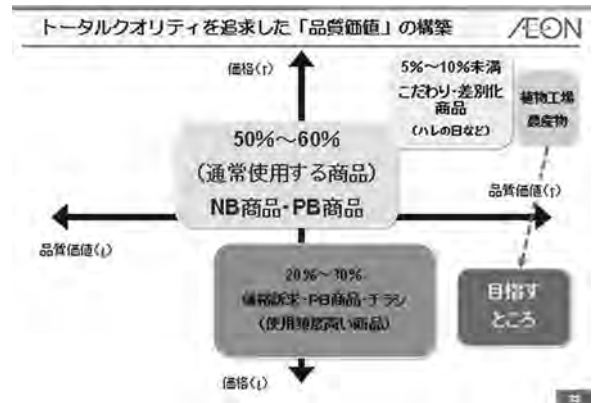 トータルクオリティを追求した「品質価値」の構築
ÆON
価格(↑)
5%～10%未満
こだわり・差別化
商品
(ハレの日など)
植物工場
農産物
50%～60%
(通常使用する商品)
NB商品・PB商品
品質価値(↑)
品質価値(↓)
20%～30%
価格訴求・PB商品・チラシ
(使用頻度高い商品)
目指す
ところ
価格(↓)